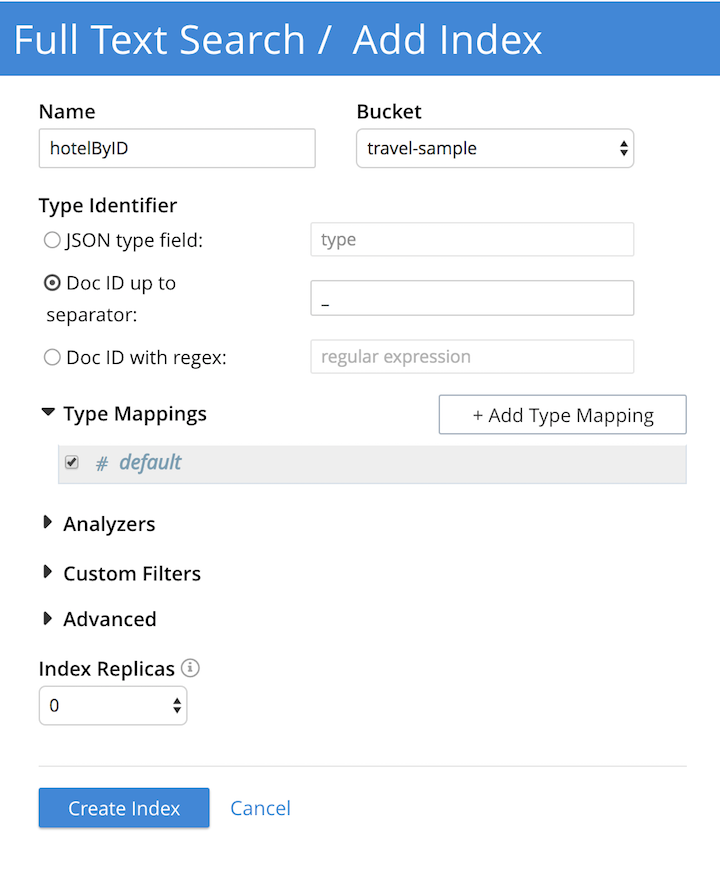 Full Text Search / Add Index
Name
Bucket
hotelByID
travel-sample
Type Identifier
JSON type field:
type
Doc ID up to
separator:
_
Doc ID with regex:
regular expression
Type Mappings
+ Add Type Mapping
# default
Analyzers
Custom Filters
Advanced
Index Replicas
0
Create Index
Cancel